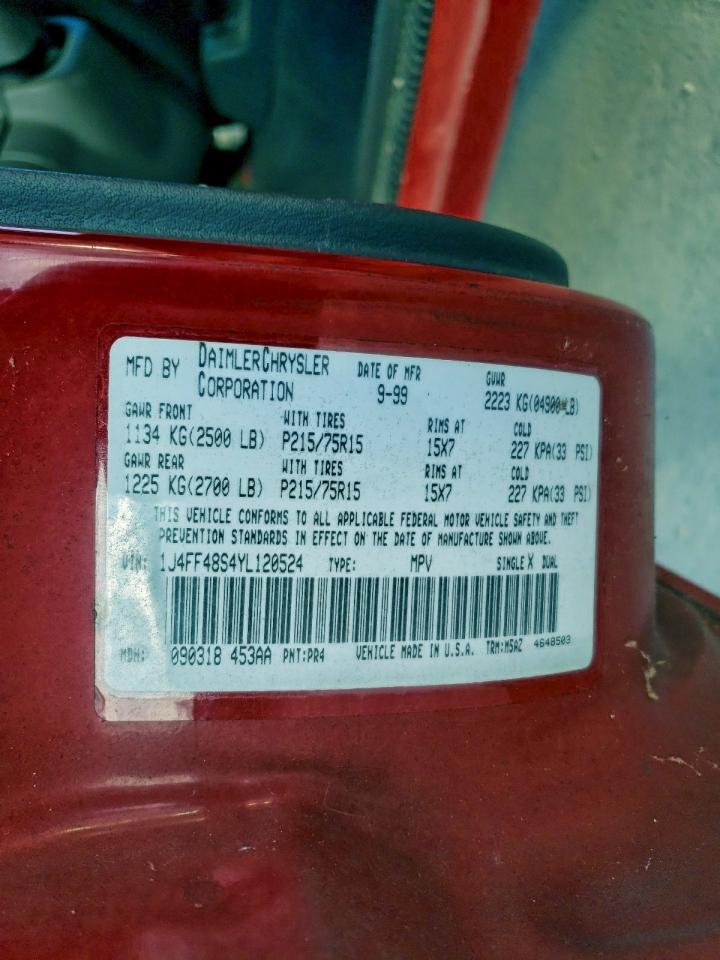 MFD BY DAIMLERCHRYSLER CORPORATION DATE OF MFR 9-99 GVWR 2223 KG(04900 LB)
GAWR FRONT WITH TIRES RIMS AT COLD
1134 KG(2500 LB) P215/75R15 15X7 227 KPA(33 PSI)
GAWR REAR WITH TIRES RIMS AT COLD
1225 KG(2700 LB) P215/75R15 15X7 227 KPA(33 PSI)
THIS VEHICLE CONFORMS TO ALL APPLICABLE FEDERAL MOTOR VEHICLE SAFETY AND THEFT
PREVENTION STANDARDS IN EFFECT ON THE DATE OF MANUFACTURE SHOWN ABOVE.
VIN: 1J4FF48S4YL120524 TYPE: MPV SINGLE X DUAL
MDH: 090318 453AA PNT:PR4 VEHICLE MADE IN U.S.A. TRM:M5AZ 4648503